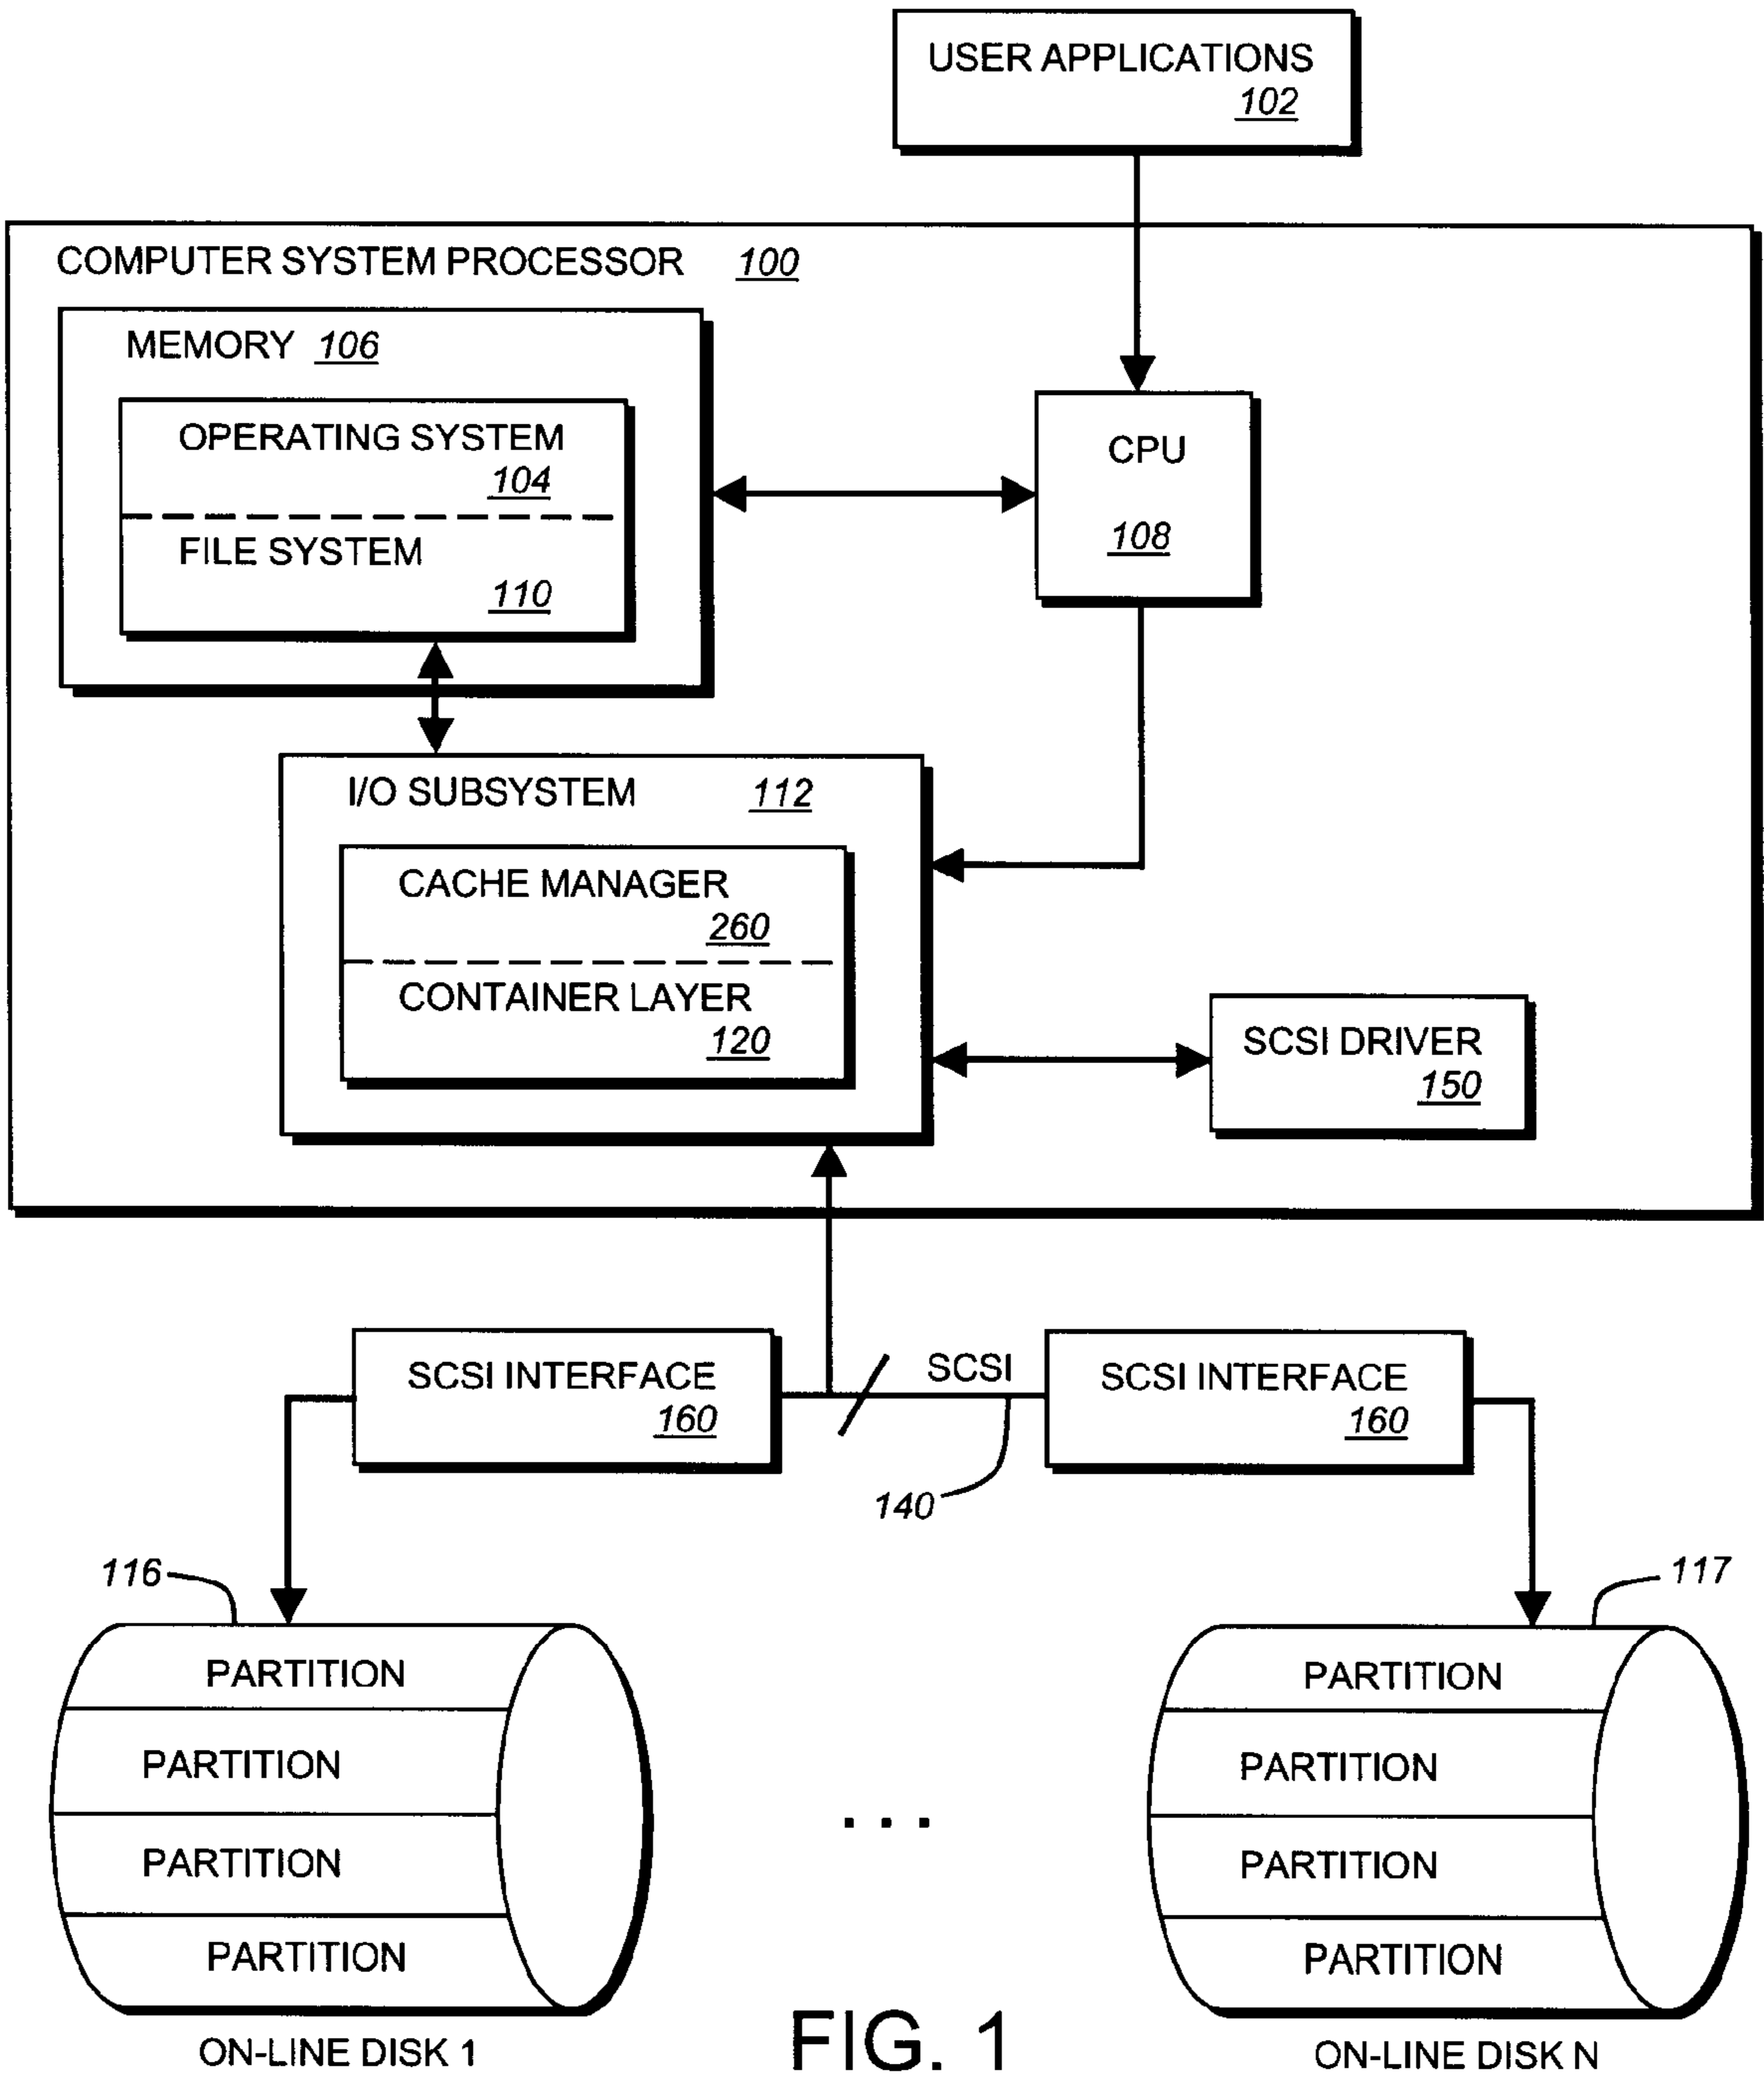 USER APPLICATIONS
102
COMPUTER SYSTEM PROCESSOR 100
MEMORY 106
OPERATING SYSTEM
104
FILE SYSTEM
110
CPU
108
I/O SUBSYSTEM 112
CACHE MANAGER
260
CONTAINER LAYER
120
SCSI DRIVER
150
SCSI INTERFACE
160
SCSI
140
SCSI INTERFACE
160
116
PARTITION
PARTITION
PARTITION
PARTITION
ON-LINE DISK 1
. . .
117
PARTITION
PARTITION
PARTITION
PARTITION
ON-LINE DISK N
FIG. 1